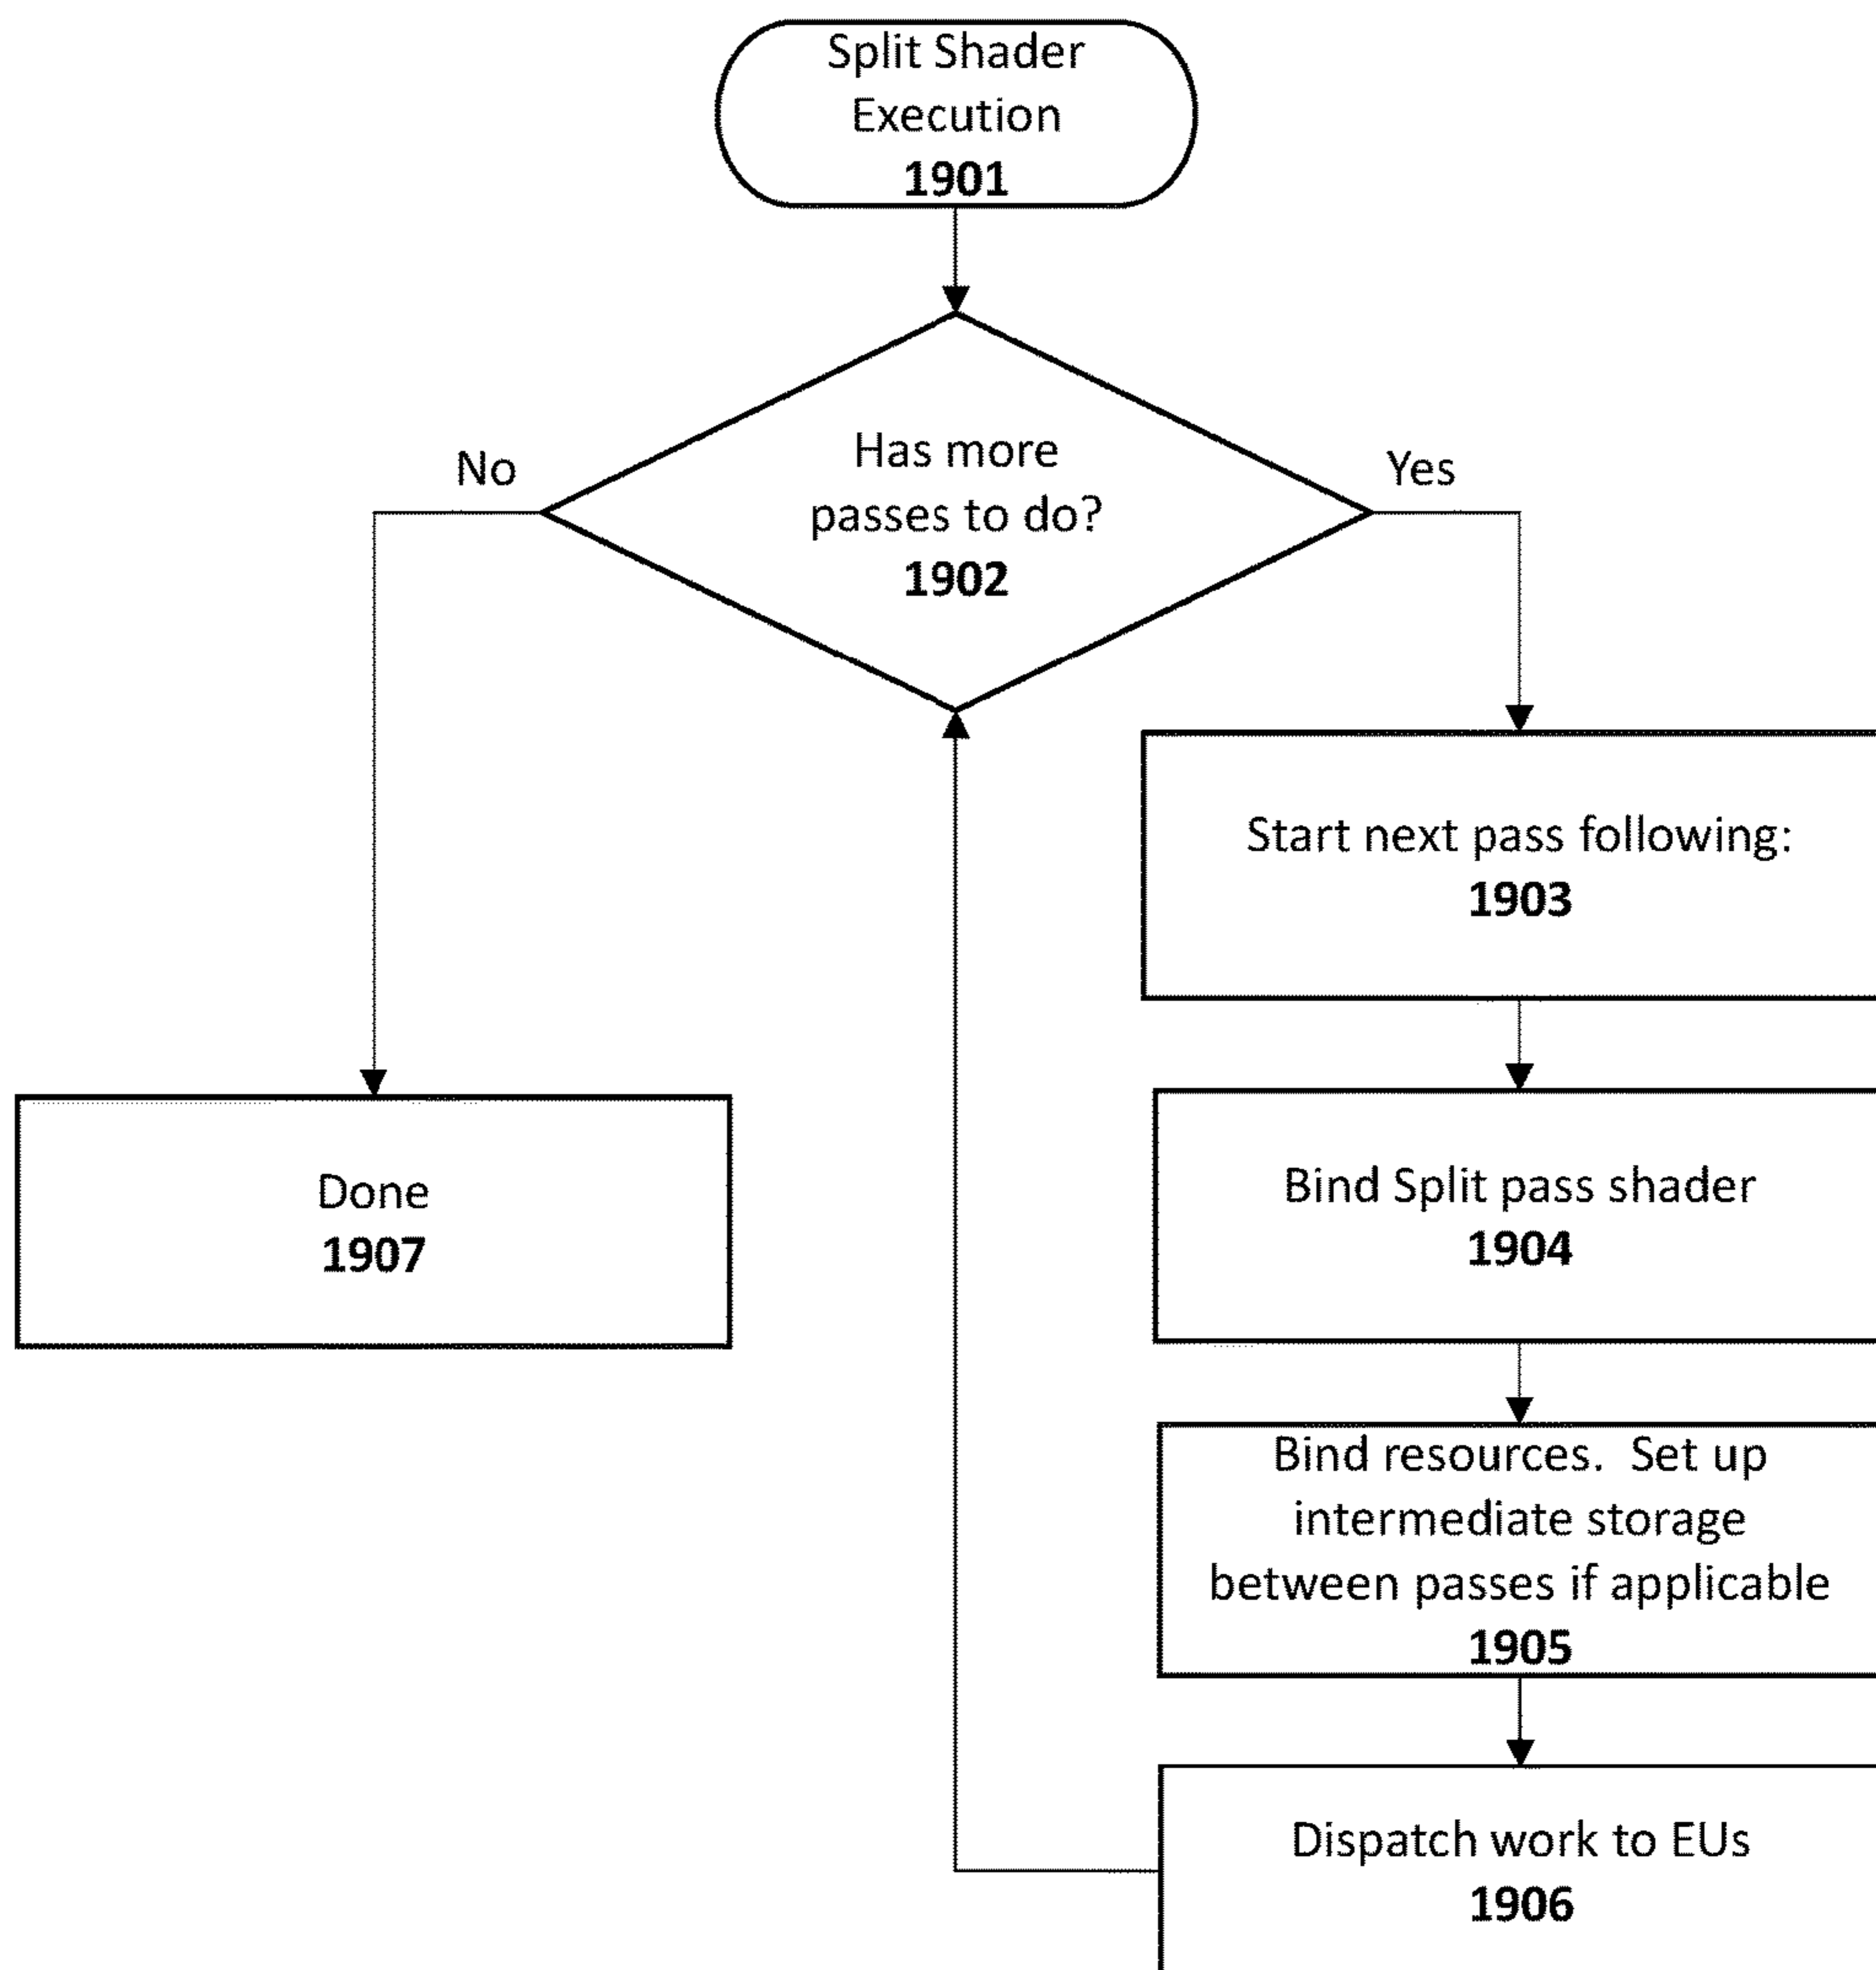 Split Shader
Execution
1901
Has more
passes to do?
1902
No
Yes
Start next pass following:
1903
Bind Split pass shader
1904
Done
1907
Bind resources.  Set up
intermediate storage
between passes if applicable
1905
Dispatch work to EUs
1906